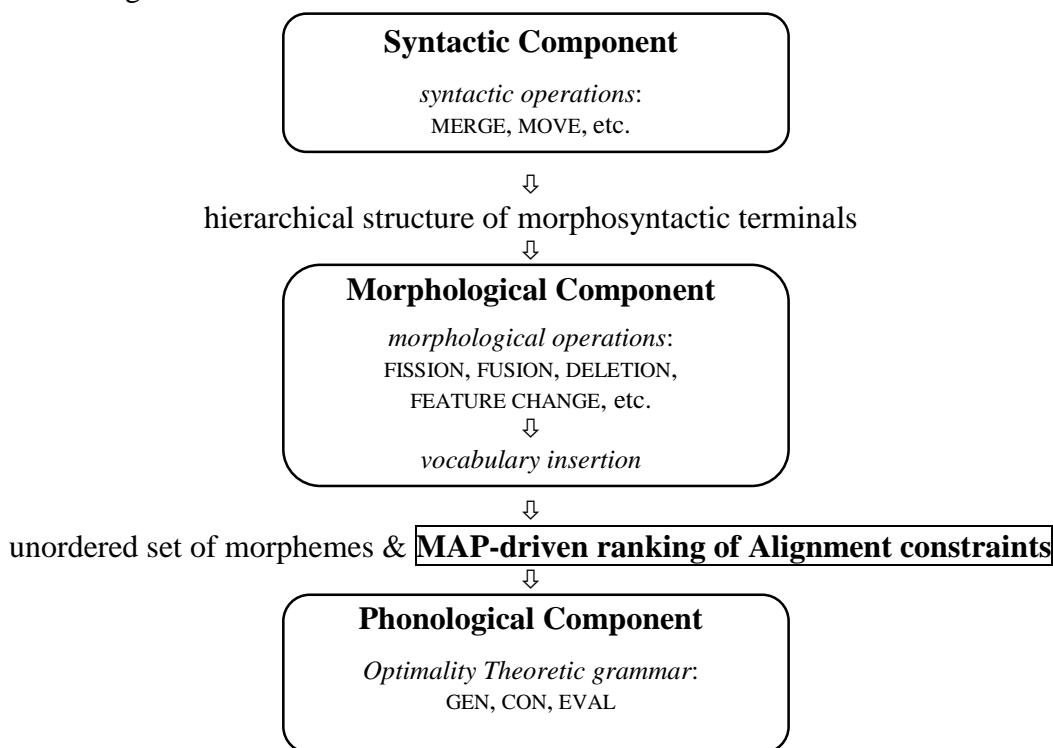 Syntactic Component
syntactic operations:
MERGE, MOVE, etc.
⇩
hierarchical structure of morphosyntactic terminals
⇩
Morphological Component
morphological operations:
FISSION, FUSION, DELETION,
FEATURE CHANGE, etc.
⇩
vocabulary insertion
⇩
unordered set of morphemes & MAP-driven ranking of Alignment constraints
⇩
Phonological Component
Optimality Theoretic grammar:
GEN, CON, EVAL